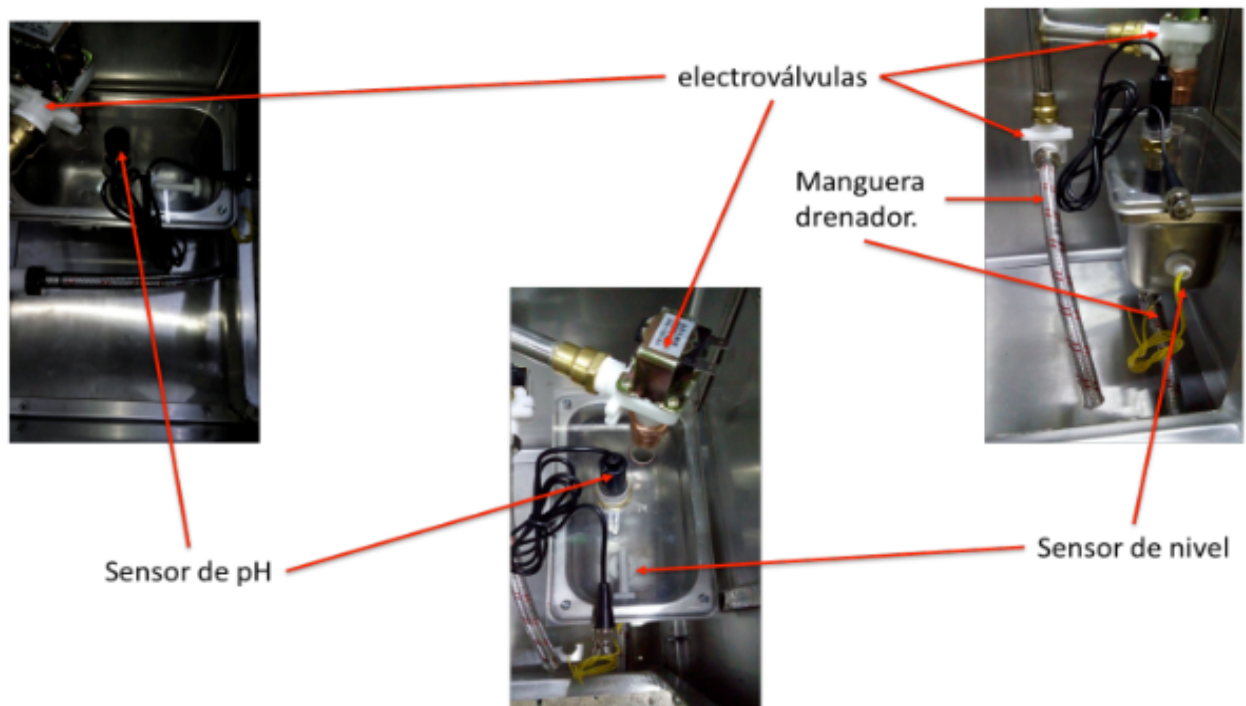 electroválvulas
Manguera
drenador.
Sensor de pH
Sensor de nivel